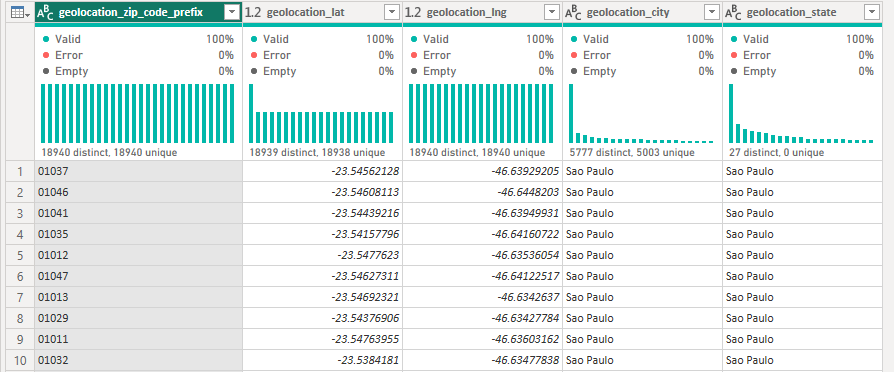 ABC geolocation_zip_code_prefix 1.2 geolocation_lat 1.2 geolocation_lng ABC geolocation_city ABC geolocation_state
Valid 100% Valid 100% Valid 100% Valid 100% Valid 100%
Error 0% Error 0% Error 0% Error 0% Error 0%
Empty 0% Empty 0% Empty 0% Empty 0% Empty 0%
18940 distinct, 18940 unique 18939 distinct, 18938 unique 18940 distinct, 18940 unique 5777 distinct, 5003 unique 27 distinct, 0 unique
1 01037 -23.54562128 -46.63929205 Sao Paulo Sao Paulo
2 01046 -23.54608113 -46.6448203 Sao Paulo Sao Paulo
3 01041 -23.54439216 -46.63949931 Sao Paulo Sao Paulo
4 01035 -23.54157796 -46.64160722 Sao Paulo Sao Paulo
5 01012 -23.5477623 -46.63536054 Sao Paulo Sao Paulo
6 01047 -23.54627311 -46.64122517 Sao Paulo Sao Paulo
7 01013 -23.54692321 -46.6342637 Sao Paulo Sao Paulo
8 01029 -23.54376906 -46.63427784 Sao Paulo Sao Paulo
9 01011 -23.54763955 -46.63603162 Sao Paulo Sao Paulo
10 01032 -23.5384181 -46.63477838 Sao Paulo Sao Paulo